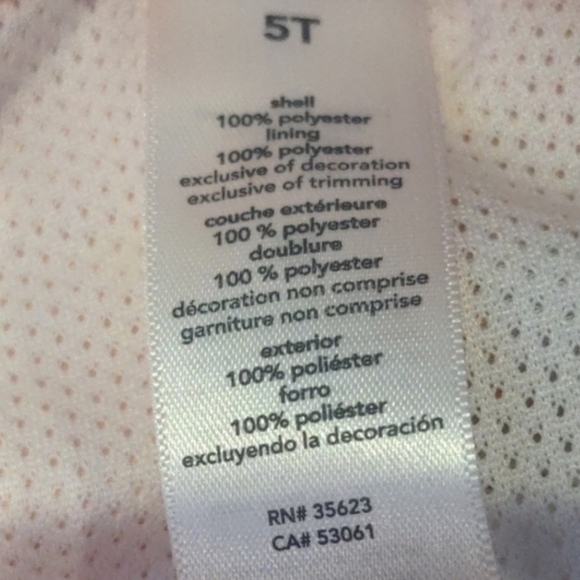 5T
shell
100% polyester
lining
100% polyester
exclusive of decoration
exclusive of trimming
couche extérieure
100 % polyester
doublure
100 % polyester
décoration non comprise
garniture non comprise
exterior
100% poliéster
forro
100% poliéster
excluyendo la decoración
RN# 35623
CA# 53061